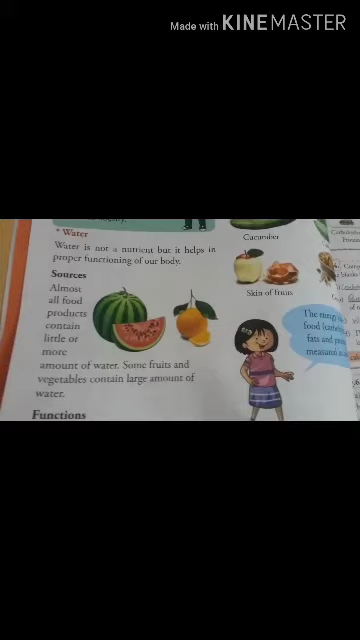 Made with KINEMASTER
* Water
Water is not a nutrient but it helps in
proper functioning of our body.
Sources
Almost
all food
products
contain
little or
more
amount of water. Some fruits and
vegetables contain large amount of
water.
Functions
Cucumber
Skin of fruits
The energy
food
fats and
measured